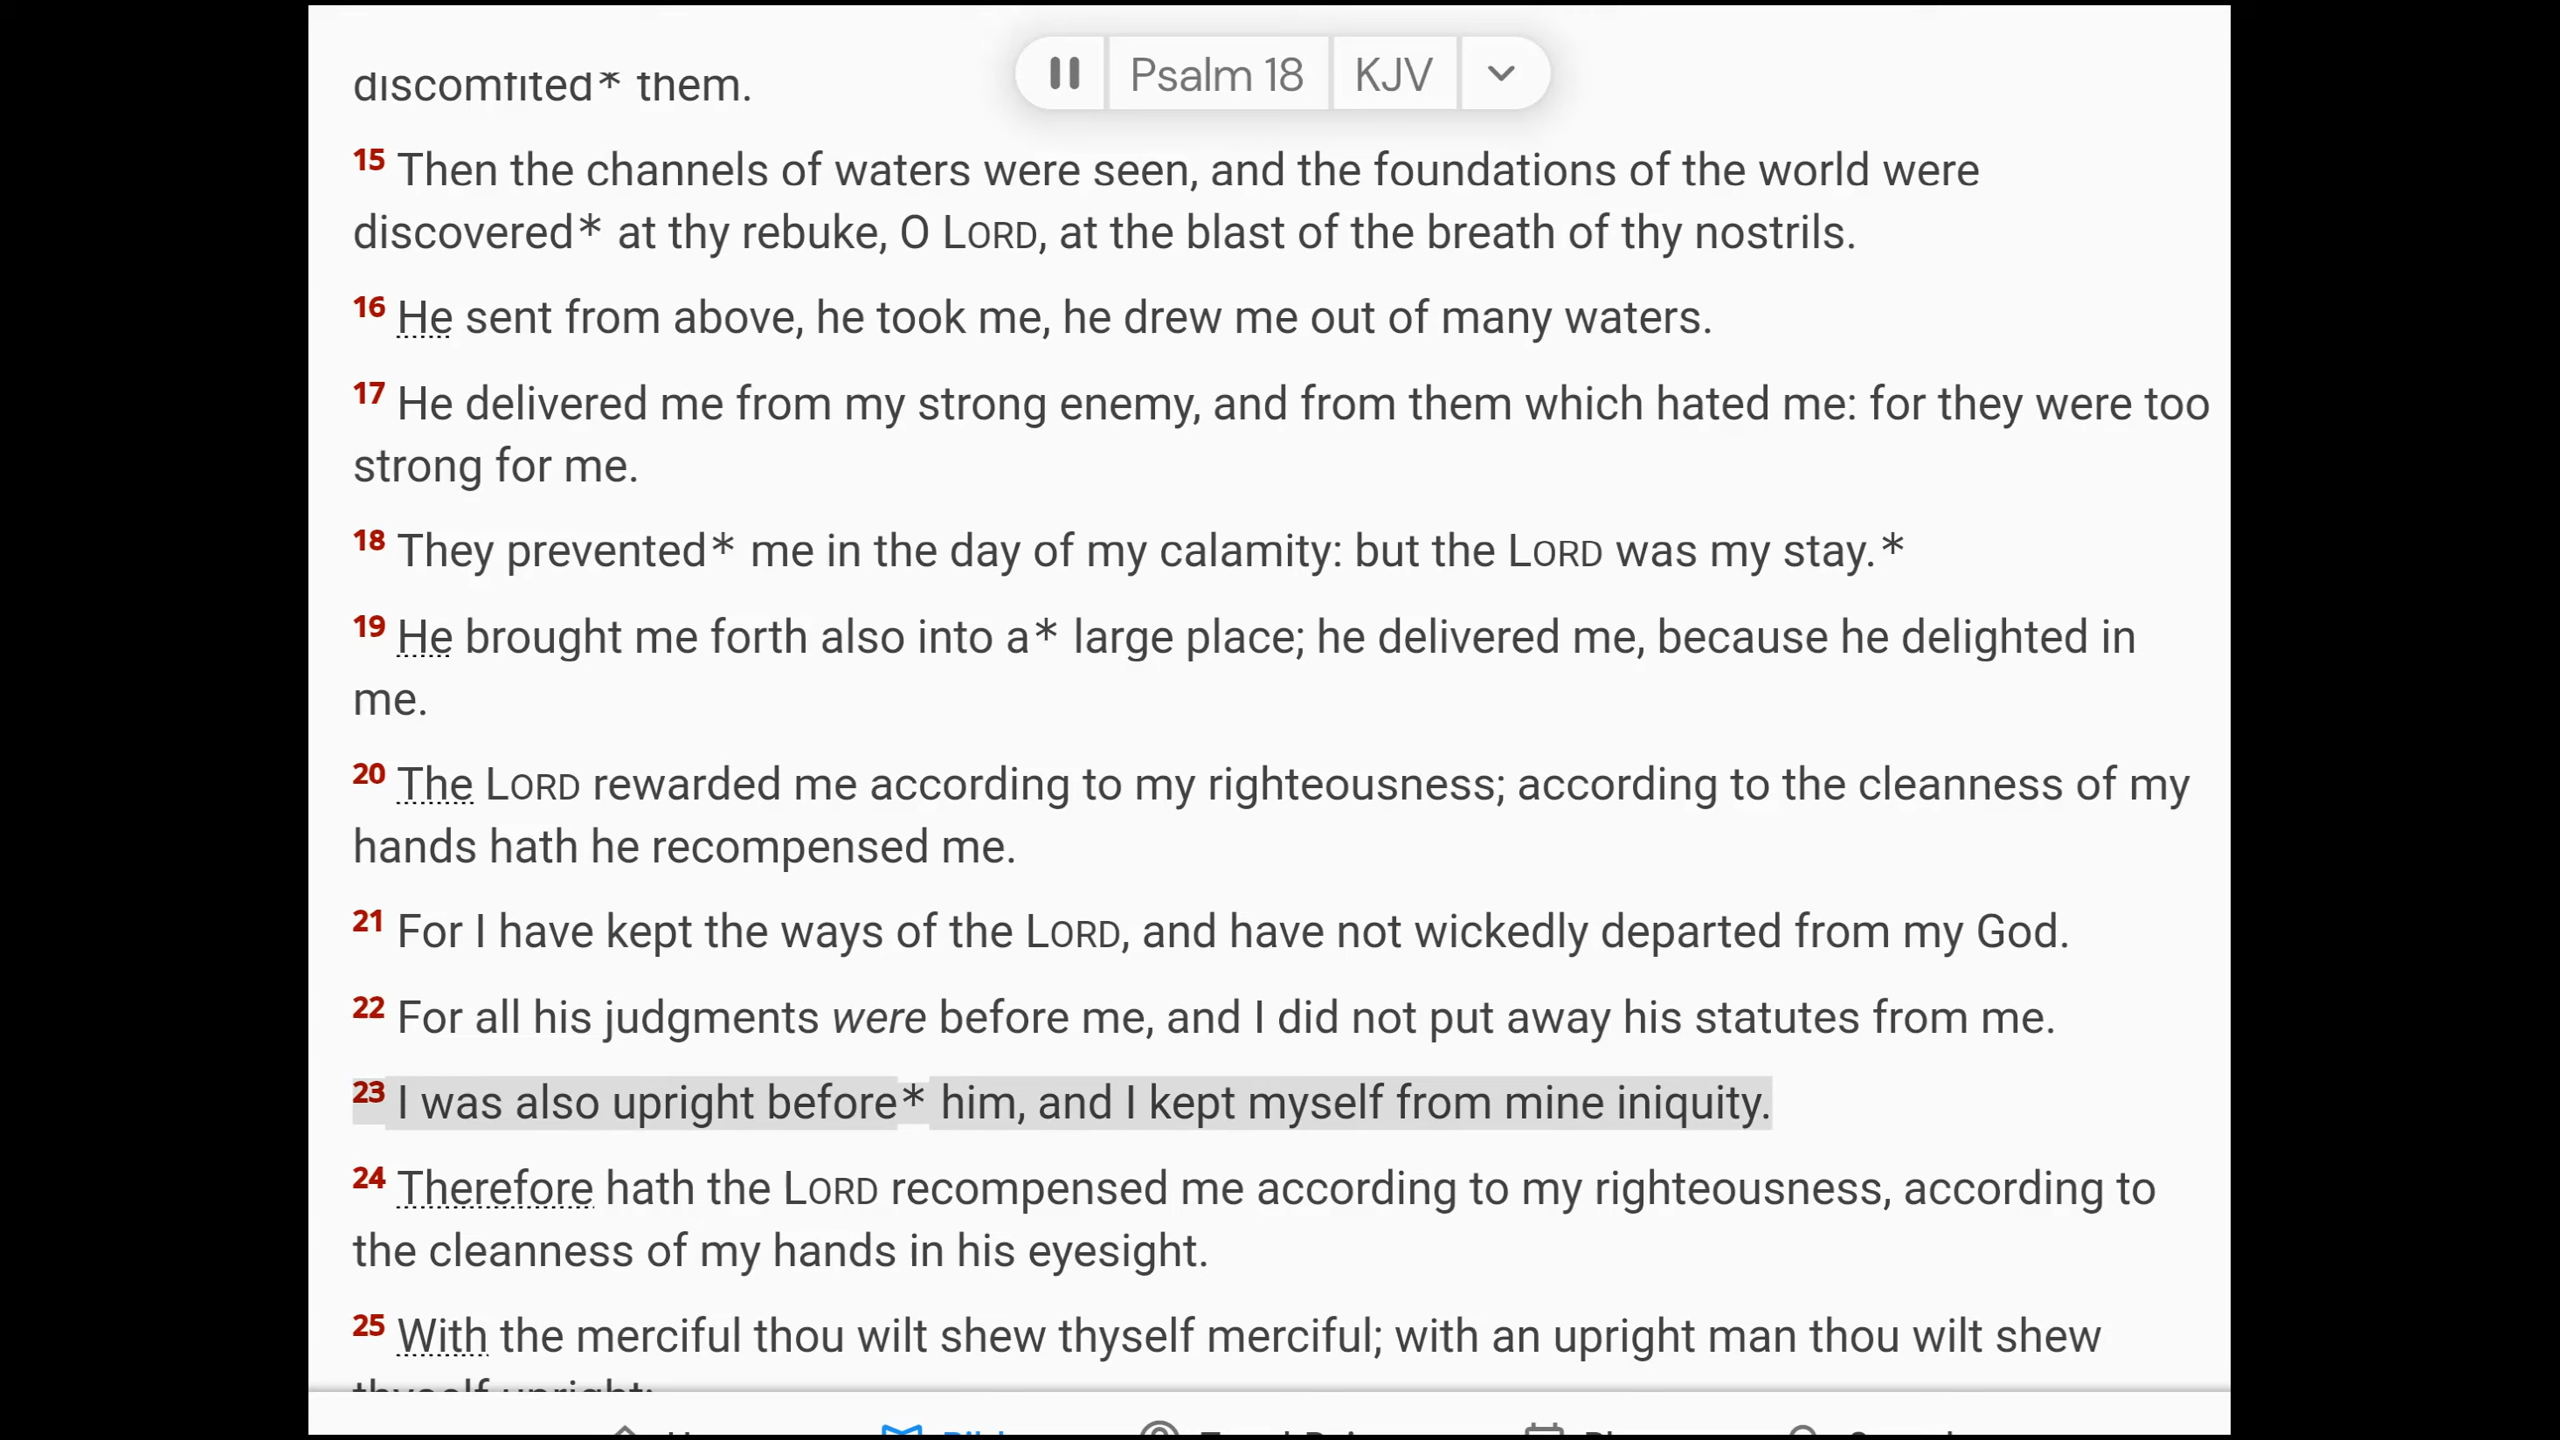 discomfited* them.
Psalm 18 KJV
15 Then the channels of waters were seen, and the foundations of the world were
discovered* at thy rebuke, O LORD, at the blast of the breath of thy nostrils.
16 He sent from above, he took me, he drew me out of many waters.
17 He delivered me from my strong enemy, and from them which hated me: for they were too
strong for me.
18 They prevented* me in the day of my calamity: but the LORD was my stay.*
19 He brought me forth also into a* large place; he delivered me, because he delighted in
me.
20 The LORD rewarded me according to my righteousness; according to the cleanness of my
hands hath he recompensed me.
21 For I have kept the ways of the LORD, and have not wickedly departed from my God.
22 For all his judgments were before me, and I did not put away his statutes from me.
23 I was also upright before* him, and I kept myself from mine iniquity.
24 Therefore hath the LORD recompensed me according to my righteousness, according to
the cleanness of my hands in his eyesight.
25 With the merciful thou wilt shew thyself merciful; with an upright man thou wilt shew
thyself upright;